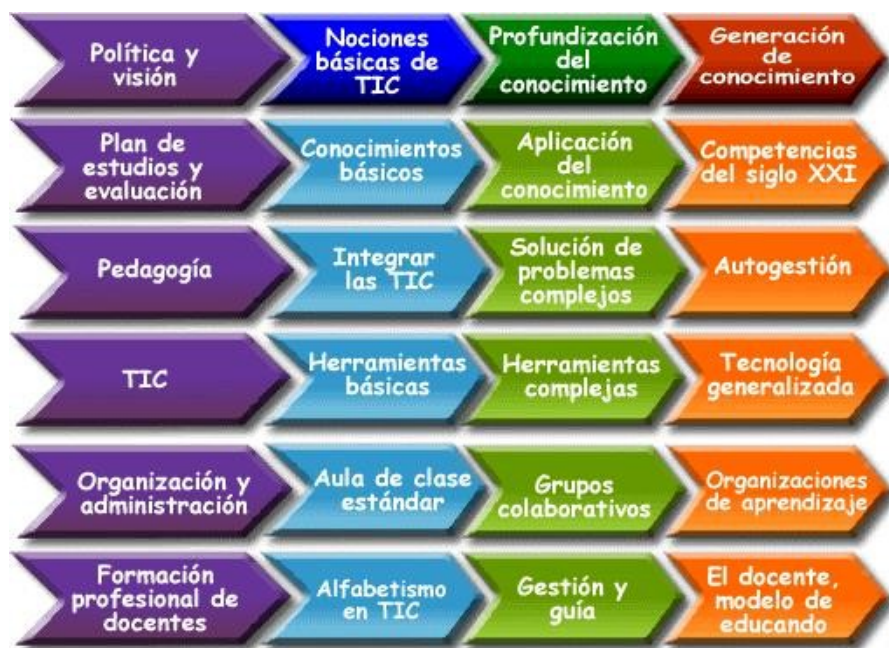 Política y
visión
Nociones
básicas de
TIC
Profundización
del
conocimiento
Generación
de
conocimiento
Plan de
estudios y
evaluación
Conocimientos
básicos
Aplicación
del
conocimiento
Competencias
del siglo XXI
Pedagogía
Integrar
las TIC
Solución de
problemas
complejos
Autogestión
TIC
Herramientas
básicas
Herramientas
complejas
Tecnología
generalizada
Organización y
administración
Aula de clase
estándar
Grupos
colaborativos
Organizaciones
de aprendizaje
Formación
profesional de
docentes
Alfabetismo
en TIC
Gestión y
guía
El docente,
modelo de
educando